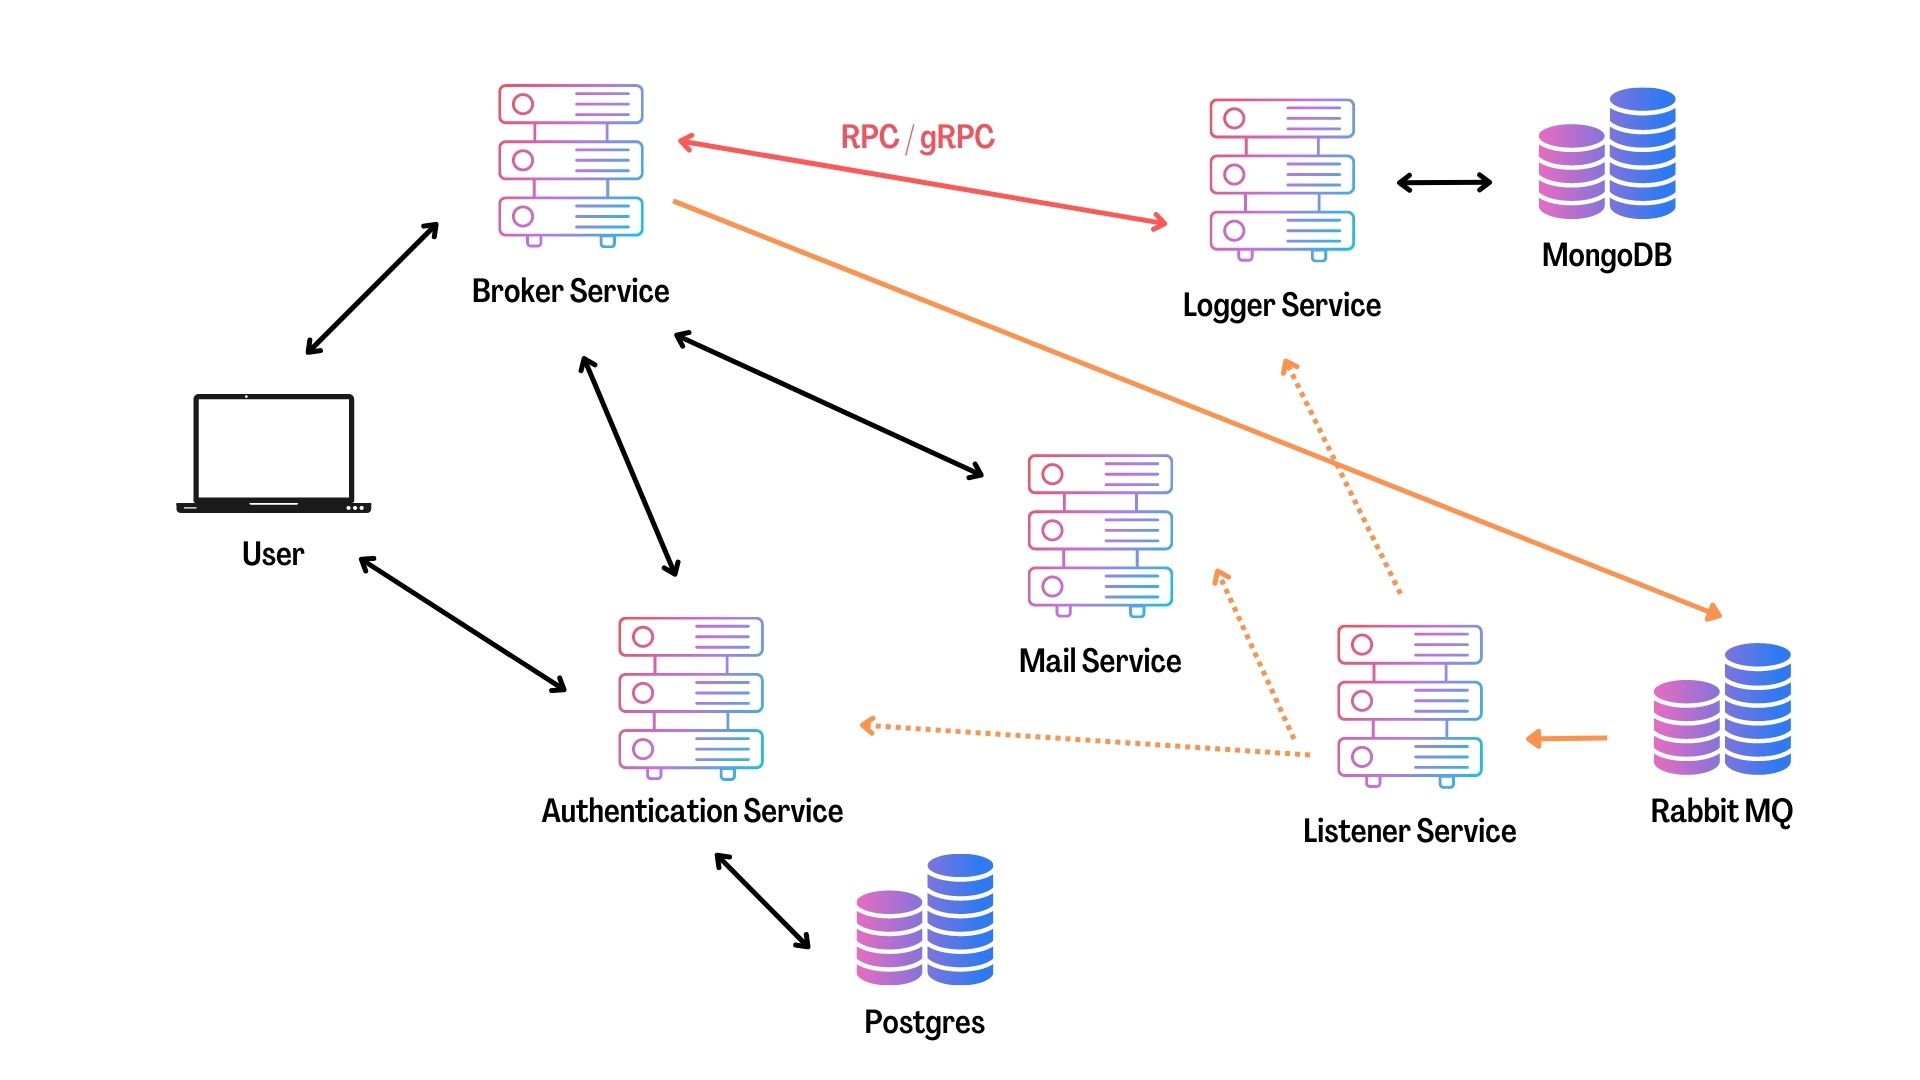 RPC / gRPC
MongoDB
Broker Service
Logger Service
User
Mail Service
Authentication Service
Rabbit MQ
Listener Service
Postgres